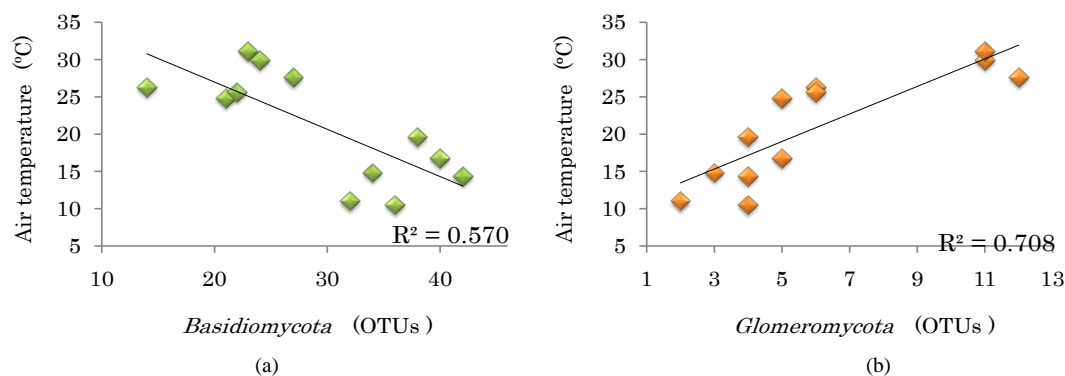 35
30
25
20
15
10
5
Air temperature (ºC)
R² = 0.570
10 20 30 40
Basidiomycota (OTUs )
(a)
35
30
25
20
15
10
5
Air temperature (ºC)
R² = 0.708
1 3 5 7 9 11 13
Glomeromycota (OTUs)
(b)